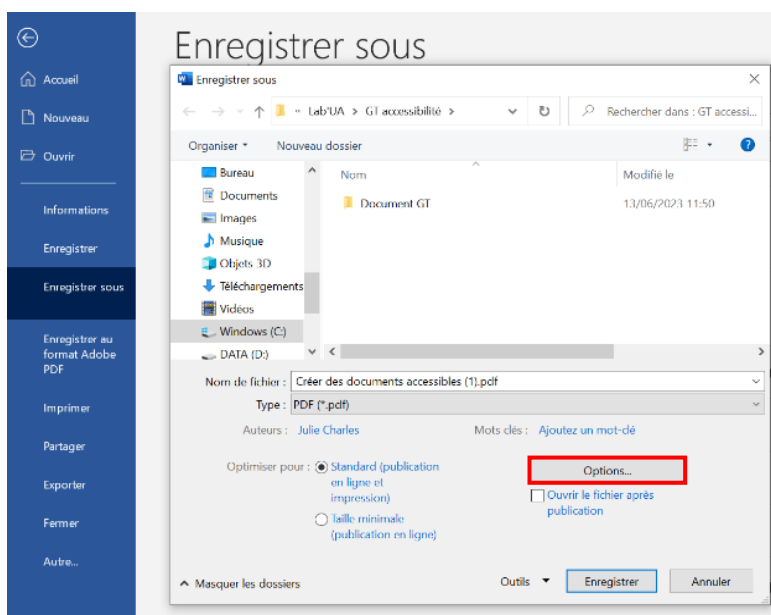 Enregistrer sous
Accueil
Nouveau
Ouvrir
Informations
Enregistrer
Enregistrer sous
Enregistrer au
format Adobe
PDF
Imprimer
Partager
Exporter
Fermer
Autre...
Enregistrer sous
« Lab'UA > GT accessibilité >
Rechercher dans : GT accessi...
Organiser
Nouveau dossier
Bureau
Documents
Images
Musique
Objets 3D
Téléchargements
Vidéos
Windows (C:)
DATA (D:)
Nom
Modifié le
Document GT
13/06/2023 11:50
Nom de fichier : Créer des documents accessibles (1).pdf
Type : PDF (*.pdf)
Auteurs : Julie Charles
Mots clés : Ajoutez un mot-clé
Optimiser pour : Standard (publication
en ligne et
impression)
Taille minimale
(publication en ligne)
Options...
Ouvrir le fichier après
publication
Masquer les dossiers
Outils
Enregistrer
Annuler